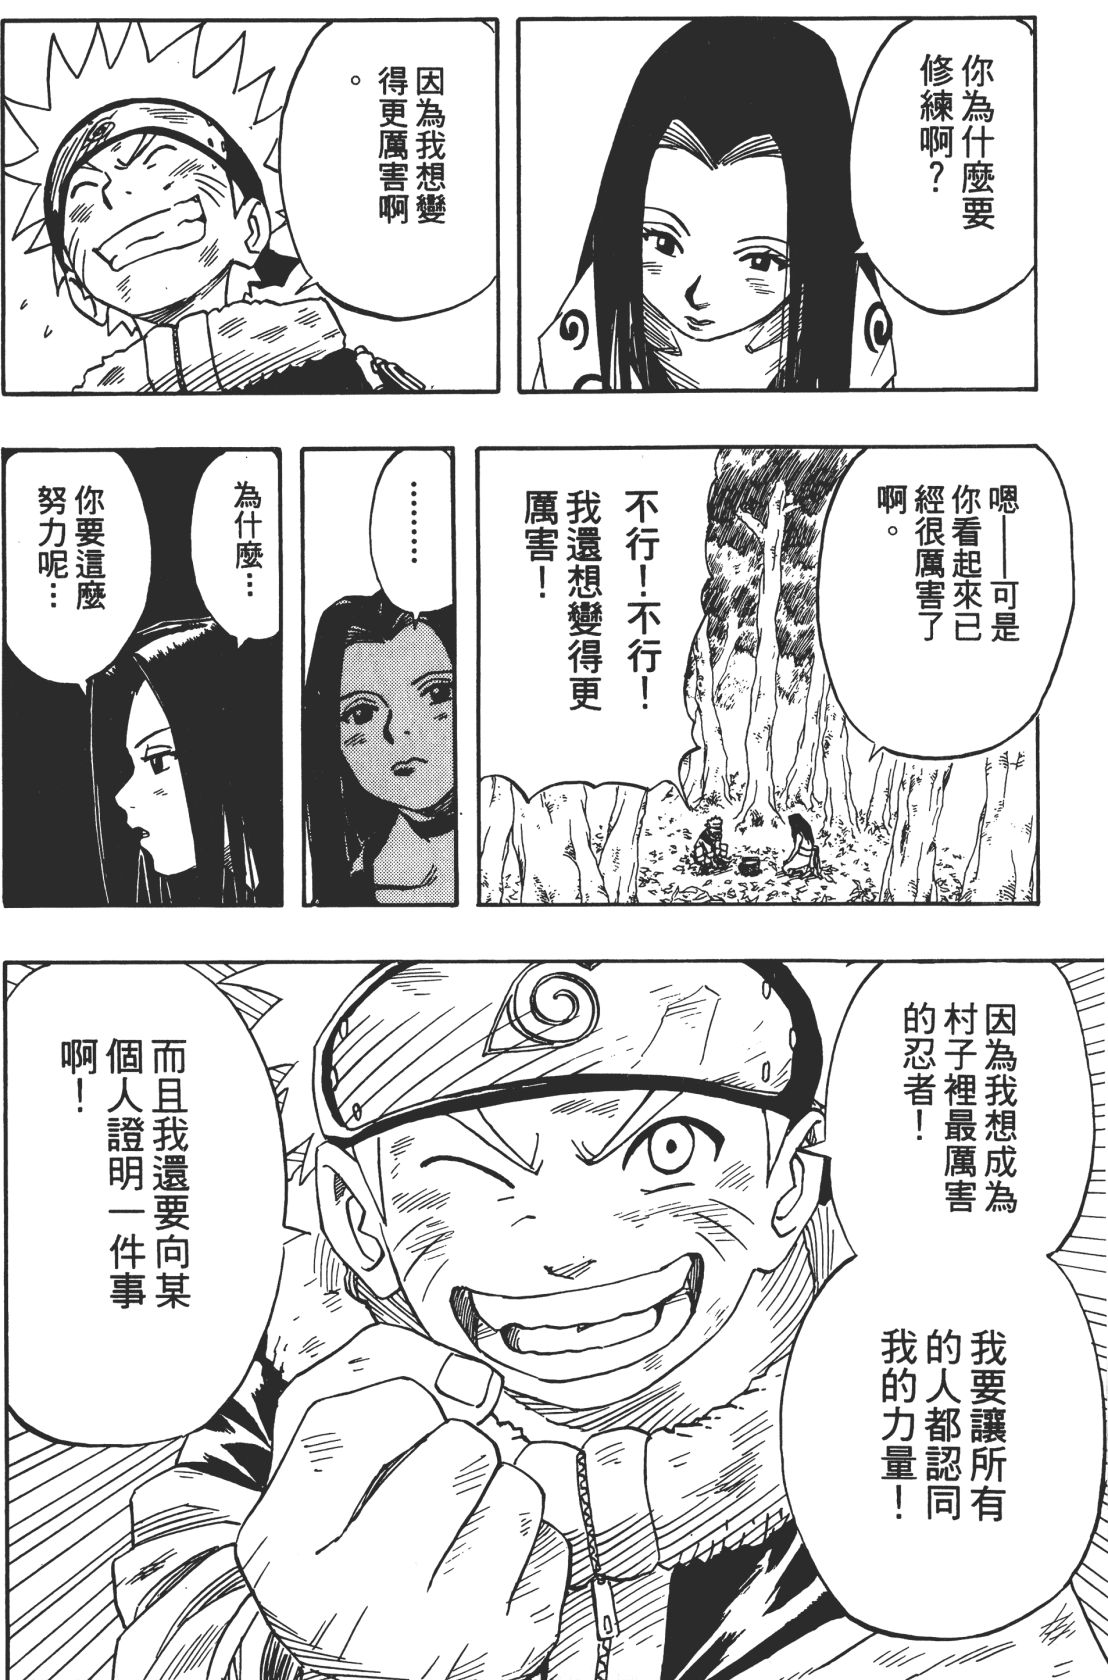 你為什麼要
修練啊?
因為我想變
得更厲害啊
。
嗯——可是
你看起來已
經很厲害了
啊。
不行!不行!
我還想變得更
厲害!
………
為什麼…
你要這麼
努力呢…
因為我想成為
村子裡最厲害
的忍者!
我要讓所有
的人都認同
我的力量!
而且我還要向某
個人證明一件事
啊!